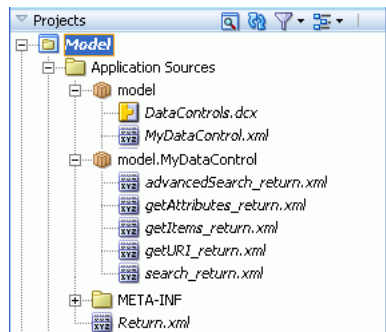 Projects
Model
Application Sources
model
DataControls.dcx
MyDataControl.xml
model.MyDataControl
advancedSearch_return.xml
getAttributes_return.xml
getItems_return.xml
getURI_return.xml
search_return.xml
META-INF
Return.xml